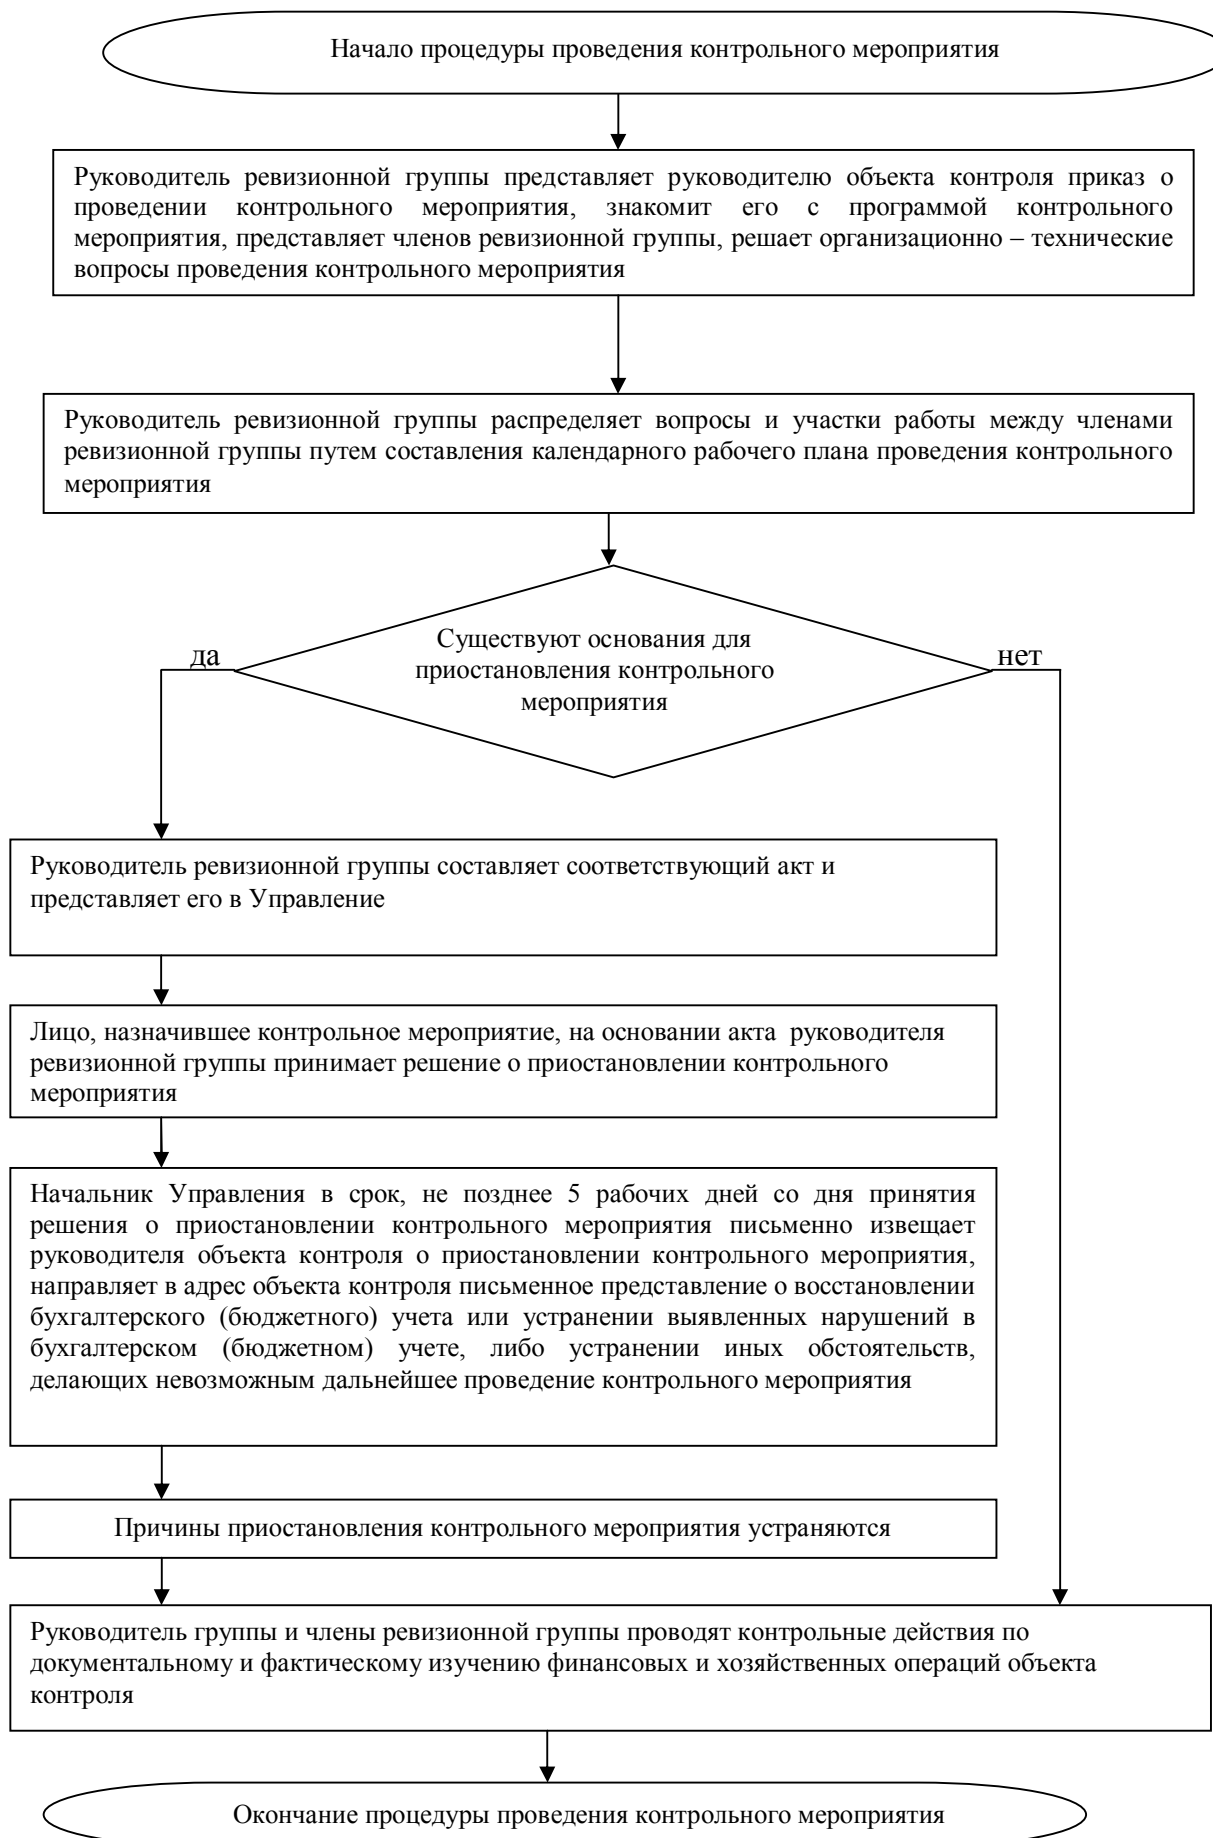 Начало процедуры проведения контрольного мероприятия
Руководитель ревизионной группы представляет руководителю объекта контроля приказ о
проведении контрольного мероприятия, знакомит его с программой контрольного
мероприятия, представляет членов ревизионной группы, решает организационно – технические
вопросы проведения контрольного мероприятия
Руководитель ревизионной группы распределяет вопросы и участки работы между членами
ревизионной группы путем составления календарного рабочего плана проведения контрольного
мероприятия
Существуют основания для
приостановления контрольного
мероприятия
да
нет
Руководитель ревизионной группы составляет соответствующий акт и
представляет его в Управление
Лицо, назначившее контрольное мероприятие, на основании акта руководителя
ревизионной группы принимает решение о приостановлении контрольного
мероприятия
Начальник Управления в срок, не позднее 5 рабочих дней со дня принятия
решения о приостановлении контрольного мероприятия письменно извещает
руководителя объекта контроля о приостановлении контрольного мероприятия,
направляет в адрес объекта контроля письменное представление о восстановлении
бухгалтерского (бюджетного) учета или устранении выявленных нарушений в
бухгалтерском (бюджетном) учете, либо устранении иных обстоятельств,
делающих невозможным дальнейшее проведение контрольного мероприятия
Причины приостановления контрольного мероприятия устраняются
Руководитель группы и члены ревизионной группы проводят контрольные действия по
документальному и фактическому изучению финансовых и хозяйственных операций объекта
контроля
Окончание процедуры проведения контрольного мероприятия